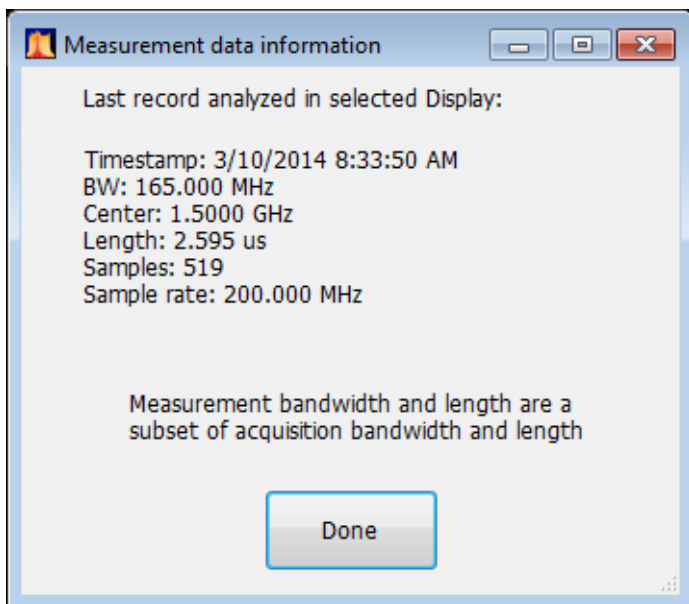 Measurement data information
Last record analyzed in selected Display:
Timestamp: 3/10/2014 8:33:50 AM
BW: 165.000 MHz
Center: 1.5000 GHz
Length: 2.595 us
Samples: 519
Sample rate: 200.000 MHz
Measurement bandwidth and length are a
subset of acquisition bandwidth and length
Done